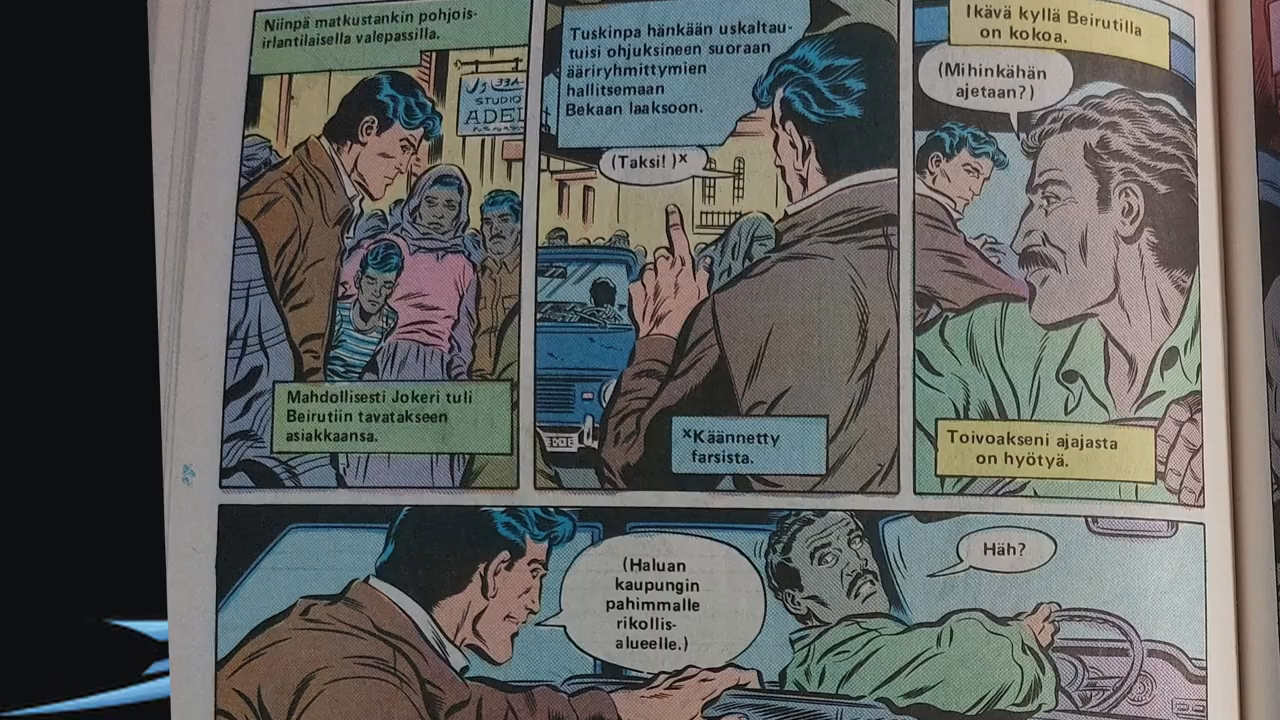 Niinpä matkustankin pohjois-
irlantilaisella valepassilla.
STUDIO
ADEL
Mahdollisesti Jokeri tuli
Beirutiin tavatakseen
asiakkaansa.
Tuskinpa hänkään uskaltau-
tuisi ohjuksineen suoraan
ääriryhmittymien
hallitsemaan
Bekaan laaksoon.
(Taksi! )x
xKäännetty
farsista.
Ikävä kyllä Beirutilla
on kokoa.
(Mihinkähän
ajetaan?)
Toivoakseni ajajasta
on hyötyä.
(Haluan
kaupungin
pahimmalle
rikollis-
alueelle.)
Häh?